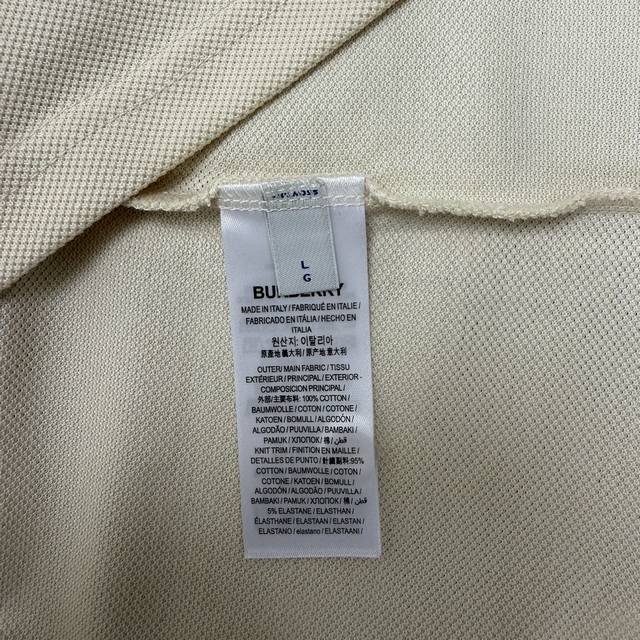 L
G
BURBERRY
MADE IN ITALY / FABRIQUÉ EN ITALIE /
FABRICADO EN ITÁLIA / HECHO EN
ITALIA
원산지: 이탈리아
原產地 義大利 / 原产地 意大利
OUTER/ MAIN FABRIC / TISSU
EXTÉRIEUR / PRINCIPAL / EXTERIOR -
COMPOSICION PRINCIPAL /
外部/主要布料: 100% COTTON /
BAUMWOLLE / COTON / COTONE /
KATOEN / BOMULL / ALGODÓN /
ALGODÃO / PUUVILLA / BAMBAKI /
PAMUK / ХЛОПОК / 棉 / قطن /
KNIT TRIM / FINITION EN MAILLE /
DETALLES DE PUNTO / 針織副料: 95%
COTTON / BAUMWOLLE / COTON /
COTONE / KATOEN / BOMULL /
ALGODÓN / ALGODÃO / PUUVILLA /
BAMBAKI / PAMUK / ХЛОПОК / 棉 / قطن /
5% ELASTANE / ELASTHAN /
ÉLASTHANE / ELASTAAN / ELASTAN /
ELASTANO / elastano / ELASTAANI /